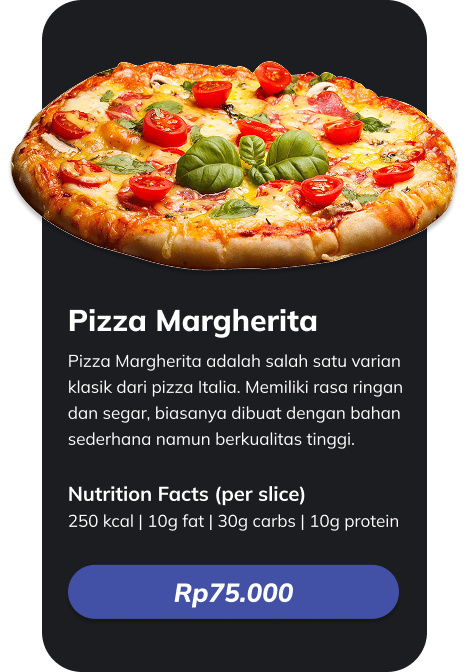 Pizza Margherita
Pizza Margherita adalah salah satu varian
klasik dari pizza Italia. Memiliki rasa ringan
dan segar, biasanya dibuat dengan bahan
sederhana namun berkualitas tinggi.
Nutrition Facts (per slice)
250 kcal | 10g fat | 30g carbs | 10g protein
Rp75.000